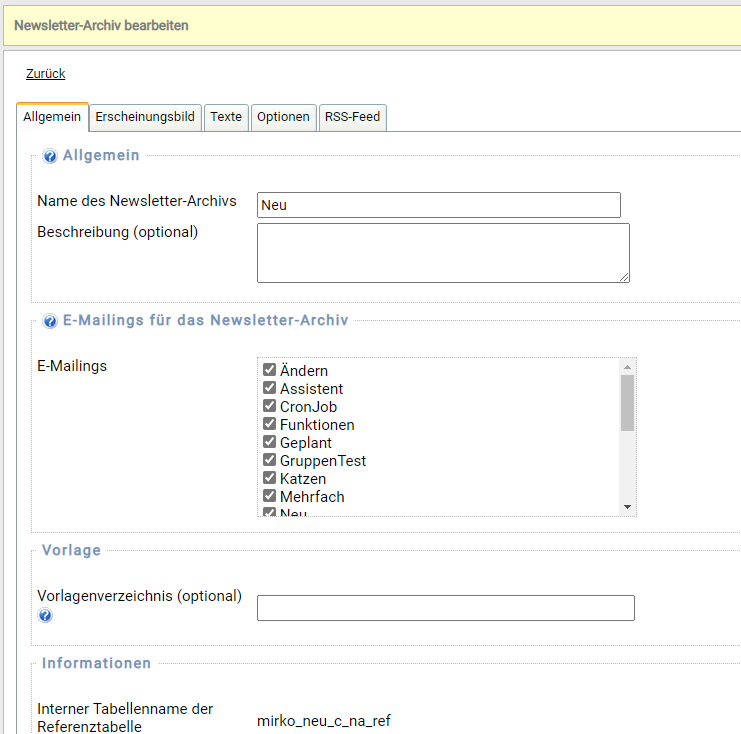 Newsletter-Archiv bearbeiten
Zurück
Allgemein Erscheinungsbild Texte Optionen RSS-Feed
Allgemein
Name des Newsletter-Archivs Neu
Beschreibung (optional)
E-Mailings für das Newsletter-Archiv
E-Mailings
Ändern
Assistent
CronJob
Funktionen
Geplant
GruppenTest
Katzen
Mehrfach
Neu
Vorlage
Vorlagenverzeichnis (optional)
Informationen
Interner Tabellenname der
Referenztabelle
mirko_neu_c_na_ref